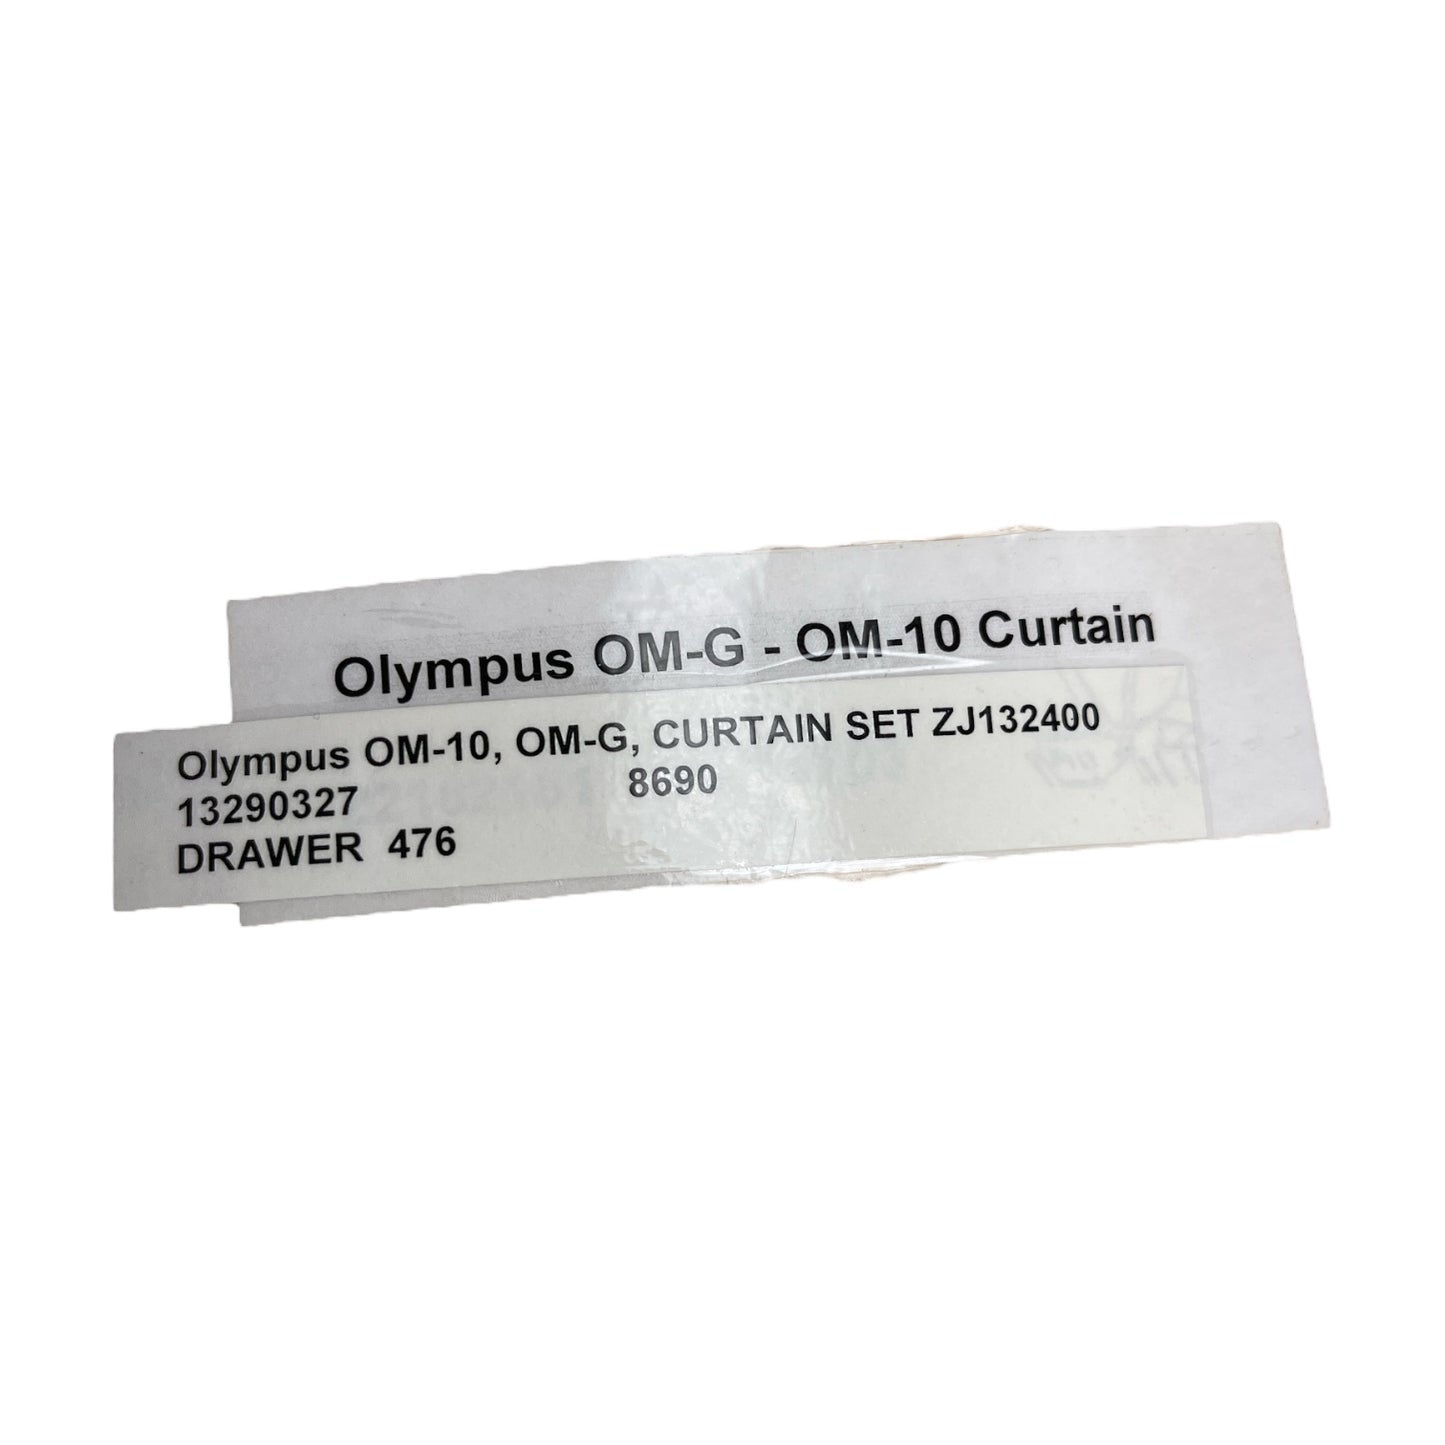 Olympus OM-G - OM-10 Curtain
Olympus OM-10, OM-G, CURTAIN SET ZJ132400
13290327 8690
DRAWER 476